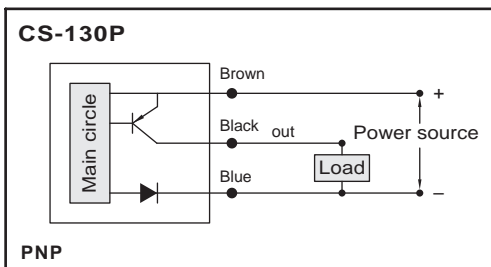 CS-130P
Main circle
Brown
+
Black
out
Power source
Load
Blue
–
PNP